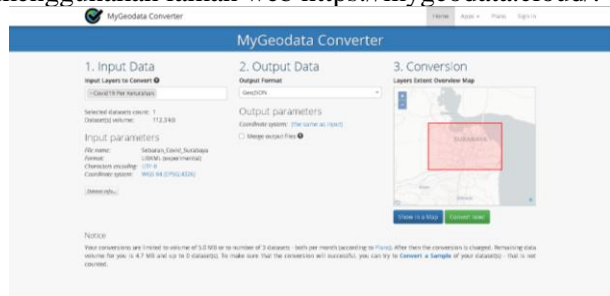 menggunakan laman web https://mygeodata.cloud/.
MyGeodata Converter
Home Apps Plans Sign in
MyGeodata Converter
1. Input Data
Input Layers to Convert
Covid19 Per Kelurahan
Selected datasets count: 1
Dataset(s) volume: 112.3 KB
Input parameters
File name: Sebaran_Covid_Surabaya
Format: LIBKML (experimental)
Characters encoding: UTF-8
Coordinate system: WGS 84 (EPSG:4326)
2. Output Data
Output Format
GeoJSON
Output parameters
Coordinate system: (the same as input)
Merge output files
3. Conversion
Layers Extent Overview Map
SURABAYA
Show in a Map Convert now!
Notice
Your conversions are limited to volume of 5.0 MB or to number of 3 datasets - both per month (according to Plans). After then the conversion is charged. Remaining data
volume for you is 4.7 MB and up to 0 dataset(s). To make sure that the conversion will successful, you can try to Convert a Sample of your dataset(s) - that is not
counted.